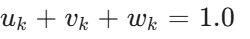 u_k + v_k + w_k = 1.0